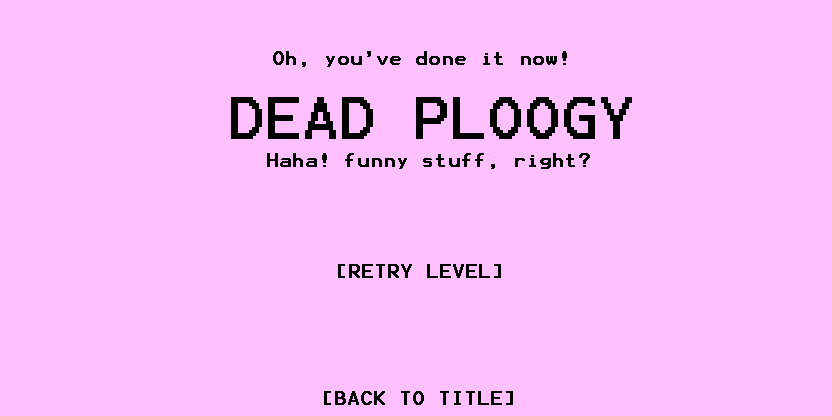 Oh, you've done it now!
DEAD PLOOGY
Haha! funny stuff, right?
[RETRY LEVEL]
[BACK TO TITLE]